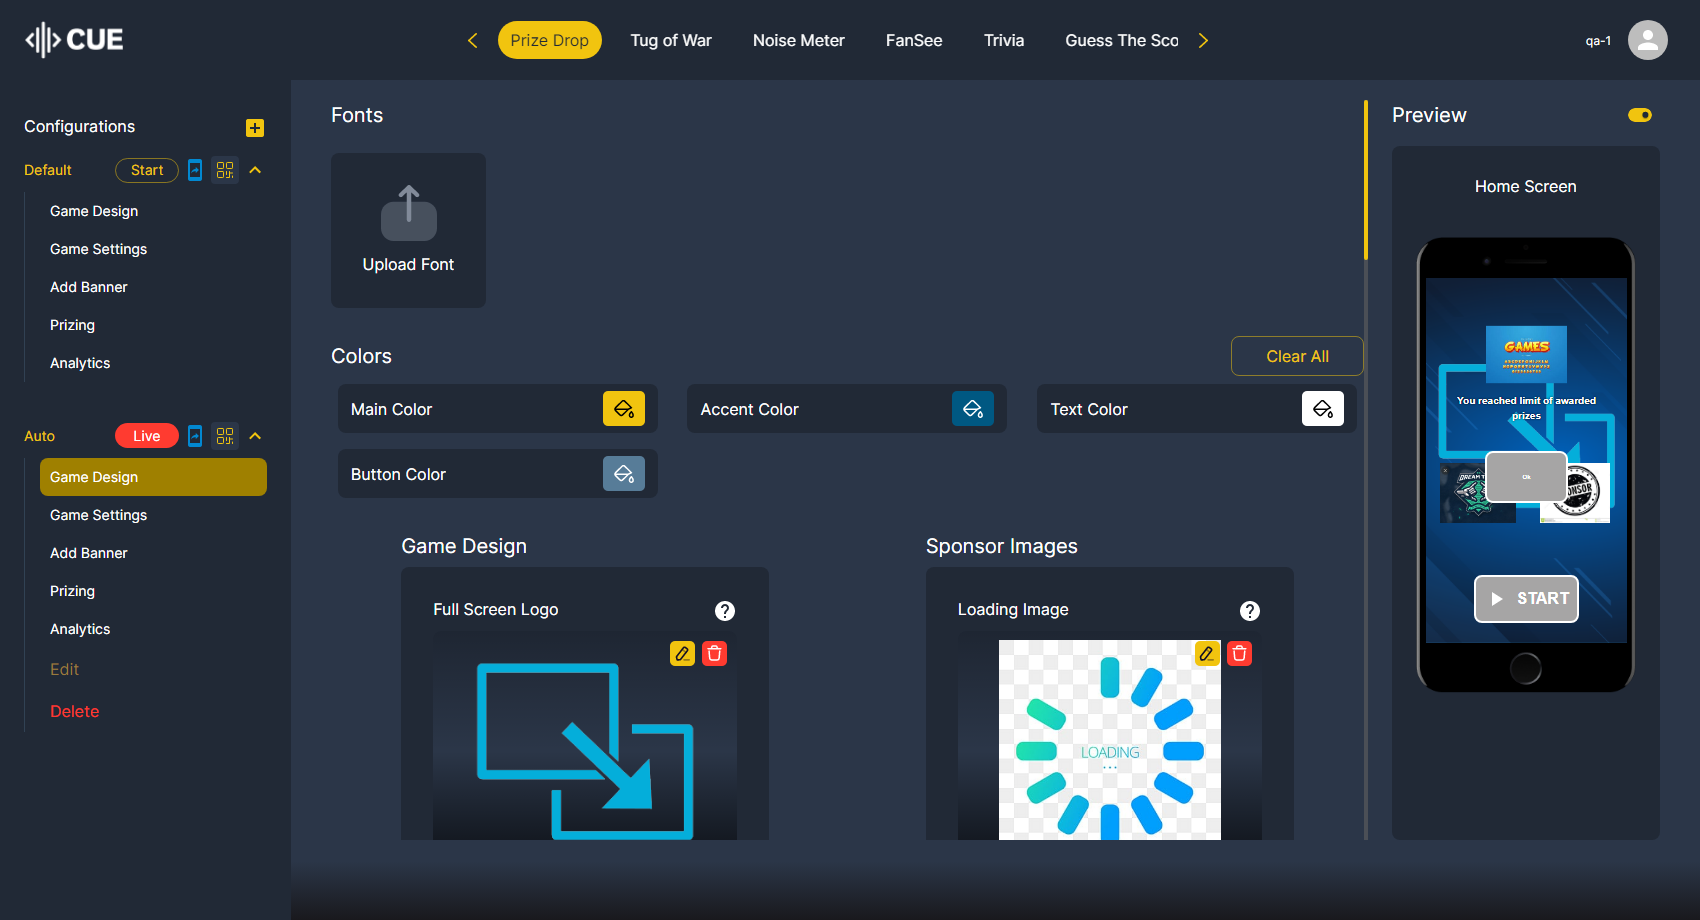 CUE
Prize Drop
Tug of War
Noise Meter
FanSee
Trivia
Guess The Sco
qa-1
Configurations
Default
Start
Game Design
Game Settings
Add Banner
Prizing
Analytics
Auto
Live
Game Design
Game Settings
Add Banner
Prizing
Analytics
Edit
Delete
Fonts
Upload Font
Colors
Clear All
Main Color
Accent Color
Text Color
Button Color
Game Design
Full Screen Logo
?
Sponsor Images
Loading Image
?
LOADING
...
Preview
Home Screen
GAMES
You reached limit of awarded
prizes
DREAM T
Ok
NSOR
START